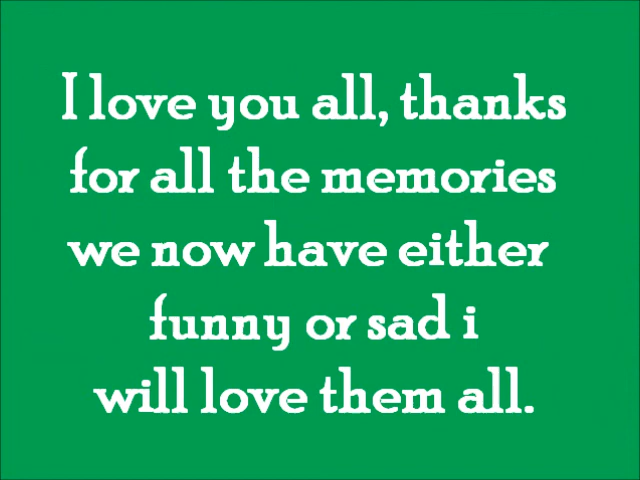 I love you all, thanks
for all the memories
we now have either
funny or sad i
will love them all.